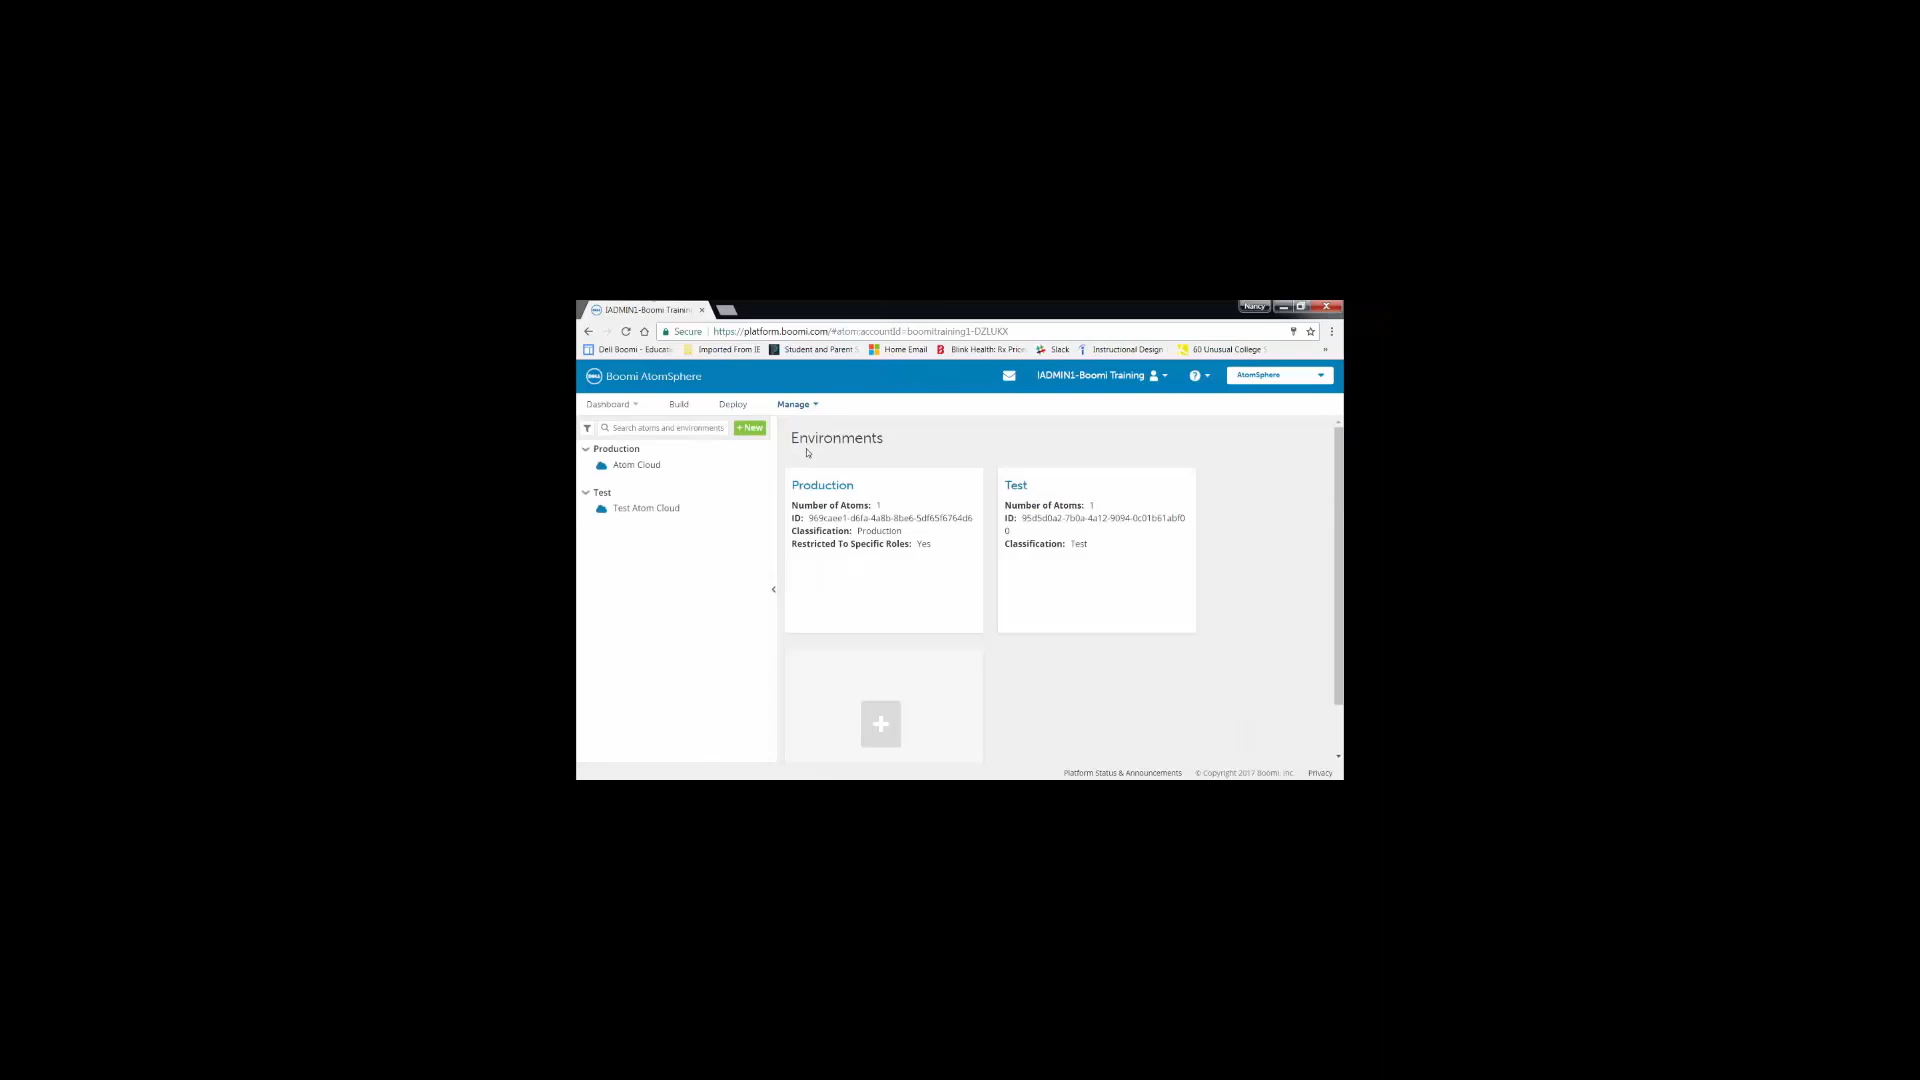 IADMIN1-Boomi Trainin
Nancy
Secure https://platform.boomi.com/#atom;accountId=boomitraining1-DZLUKX
Dell Boomi - Educati Imported From IE Student and Parent S Home Email Blink Health: Rx Price Slack Instructional Design 60 Unusual College S »
DELL Boomi AtomSphere IADMIN1-Boomi Training ? AtomSphere
Dashboard Build Deploy Manage
Search atoms and environments + New
Production
Atom Cloud
Test
Test Atom Cloud
Environments
Production
Number of Atoms: 1
ID: 969caee1-d6fa-4a8b-8be6-5df65f6764d6
Classification: Production
Restricted To Specific Roles: Yes
Test
Number of Atoms: 1
ID: 95d5d0a2-7b0a-4a12-9094-0c01b61abf0
0
Classification: Test
Platform Status & Announcements © Copyright 2017 Boomi, Inc. Privacy